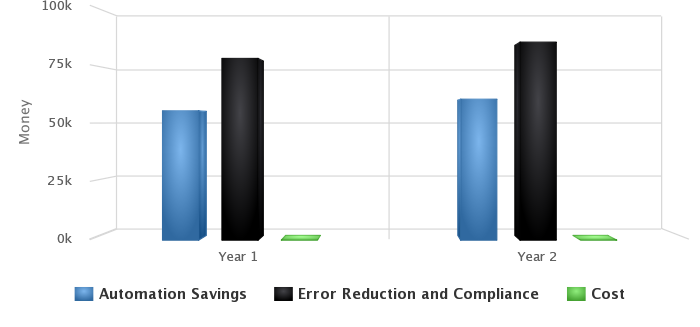 100k
75k
50k
25k
0k
Money
Year 1 Year 2
Automation Savings Error Reduction and Compliance Cost